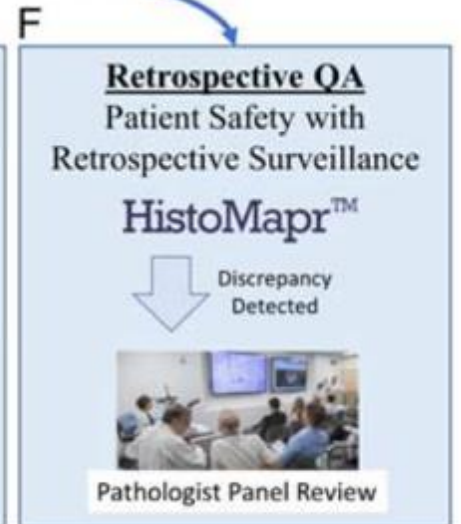 F
Retrospective QA
Patient Safety with
Retrospective Surveillance
HistoMapr™
Discrepancy
Detected
Pathologist Panel Review